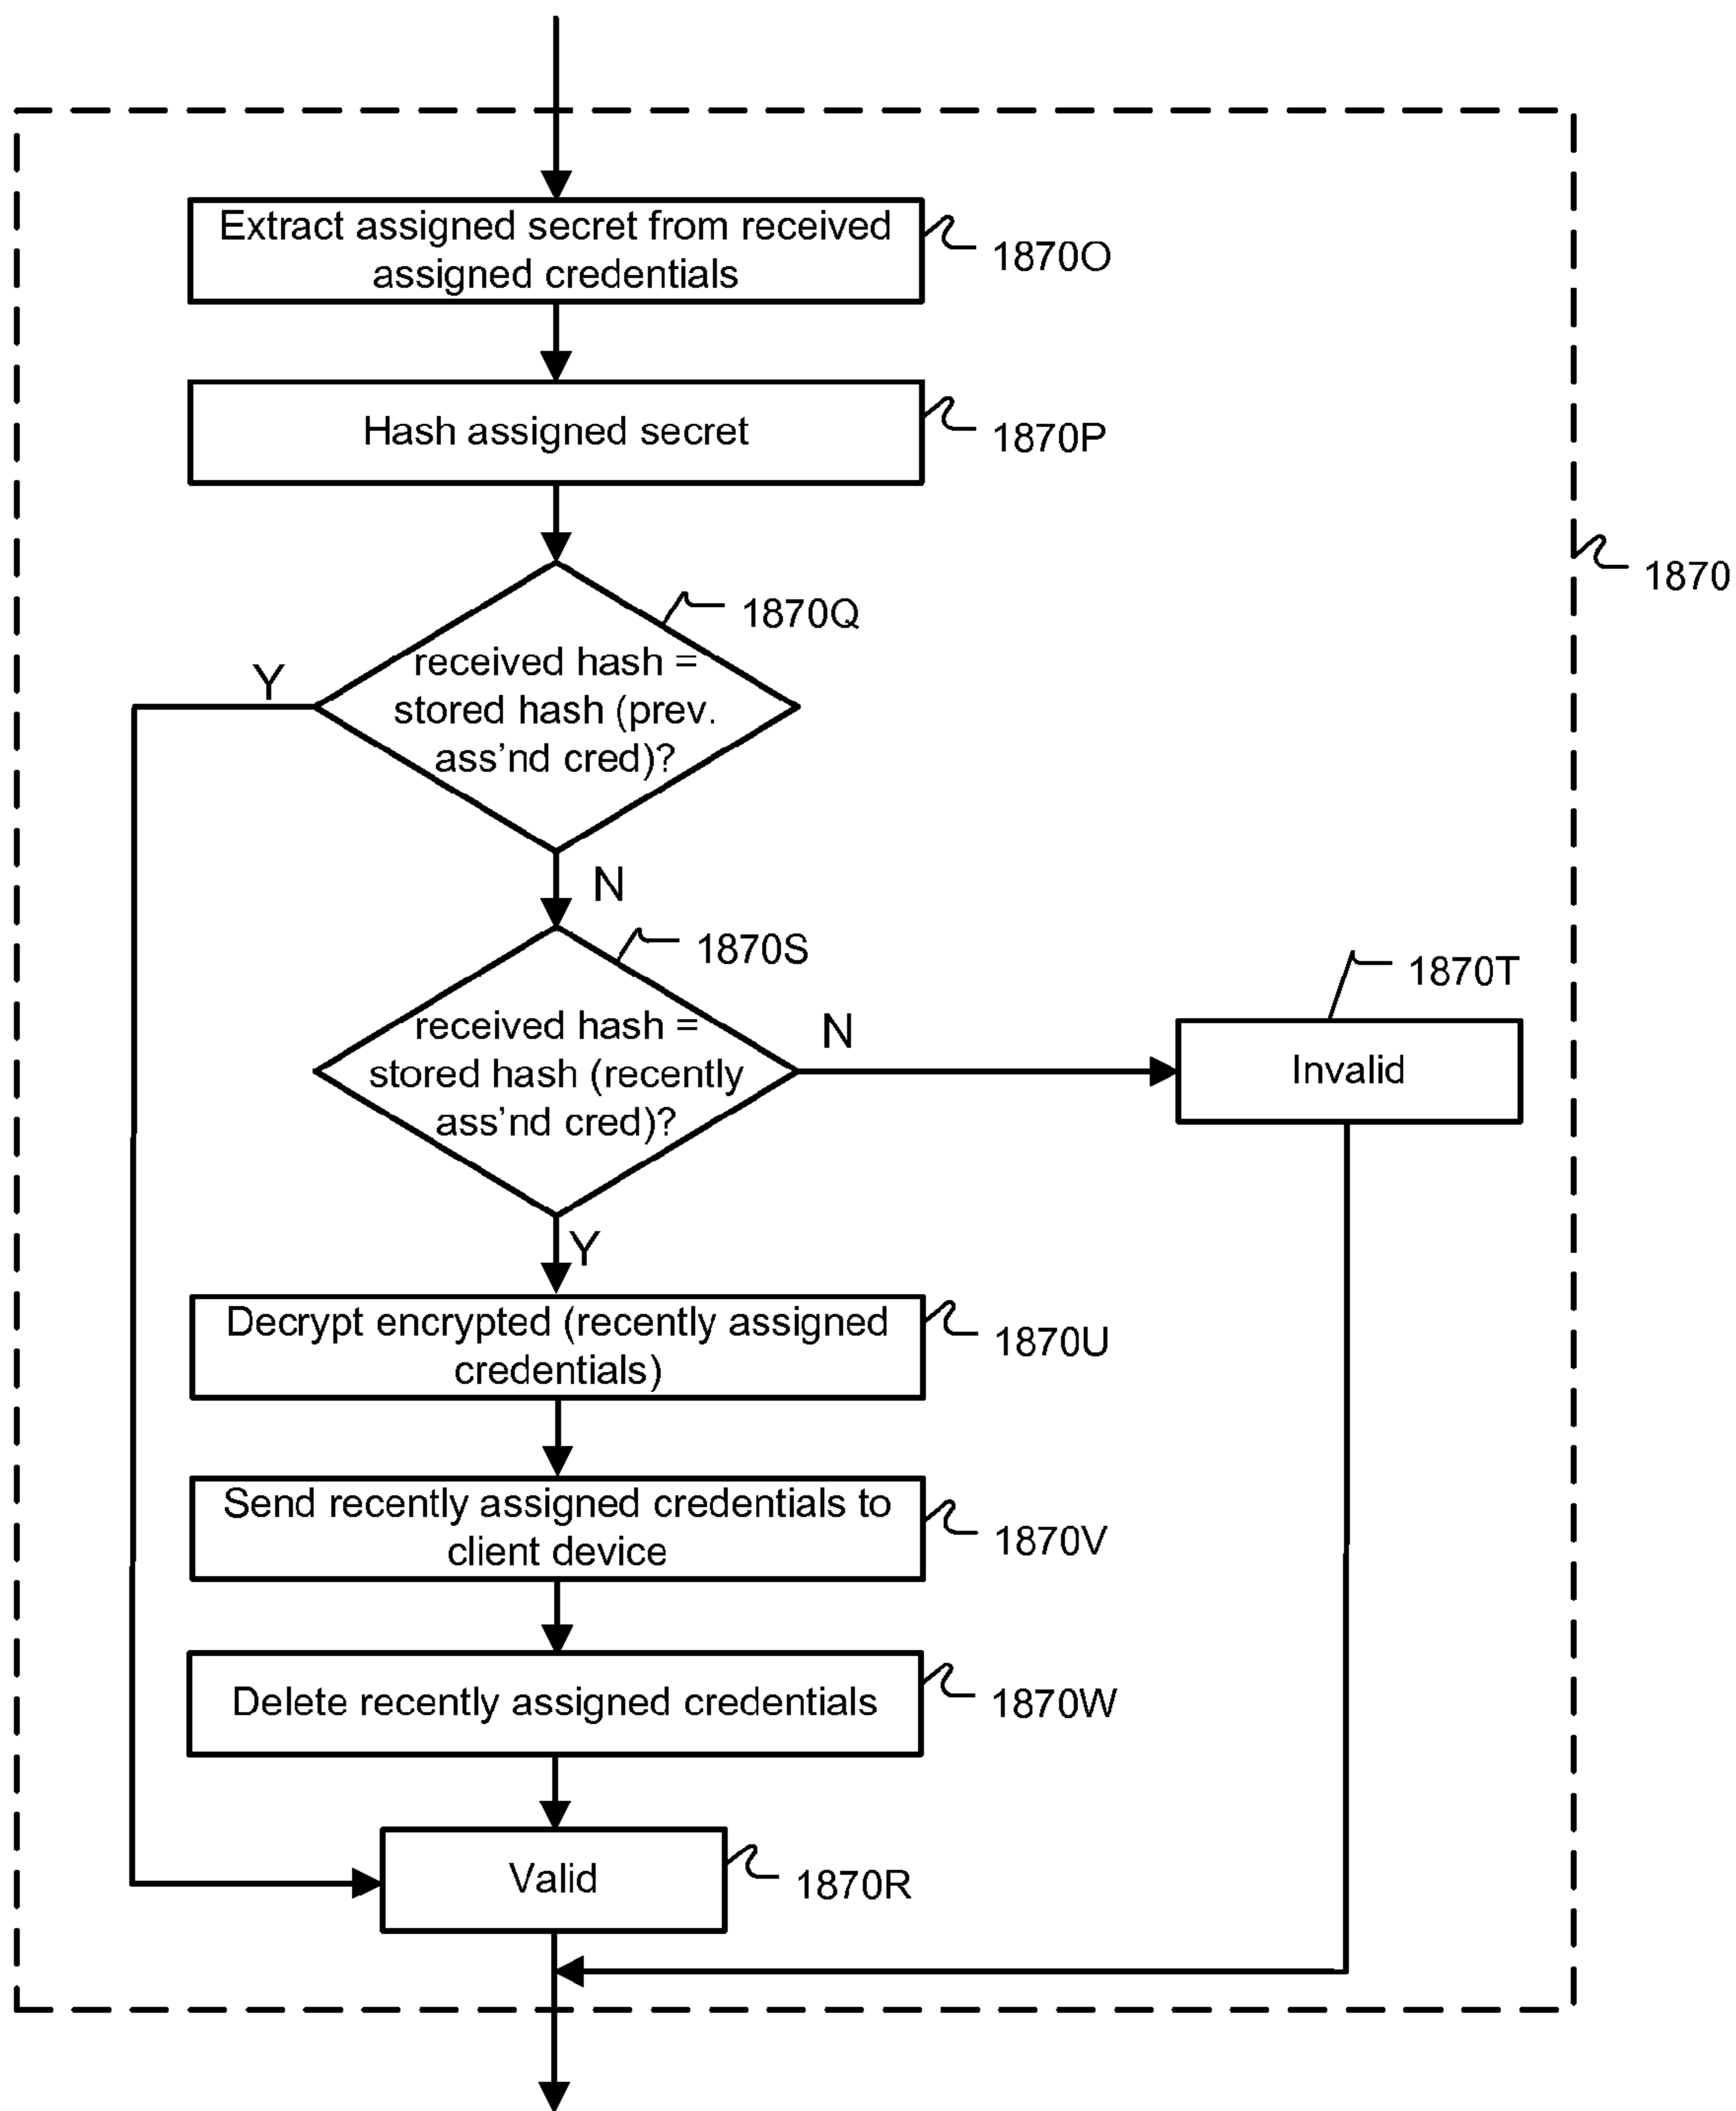 Extract assigned secret from received
assigned credentials
1870O
Hash assigned secret
1870P
1870
1870Q
received hash =
stored hash (prev.
ass'nd cred)?
Y
N
1870S
received hash =
stored hash (recently
ass'nd cred)?
N
1870T
Invalid
Y
Decrypt encrypted (recently assigned
credentials)
1870U
Send recently assigned credentials to
client device
1870V
Delete recently assigned credentials
1870W
Valid
1870R